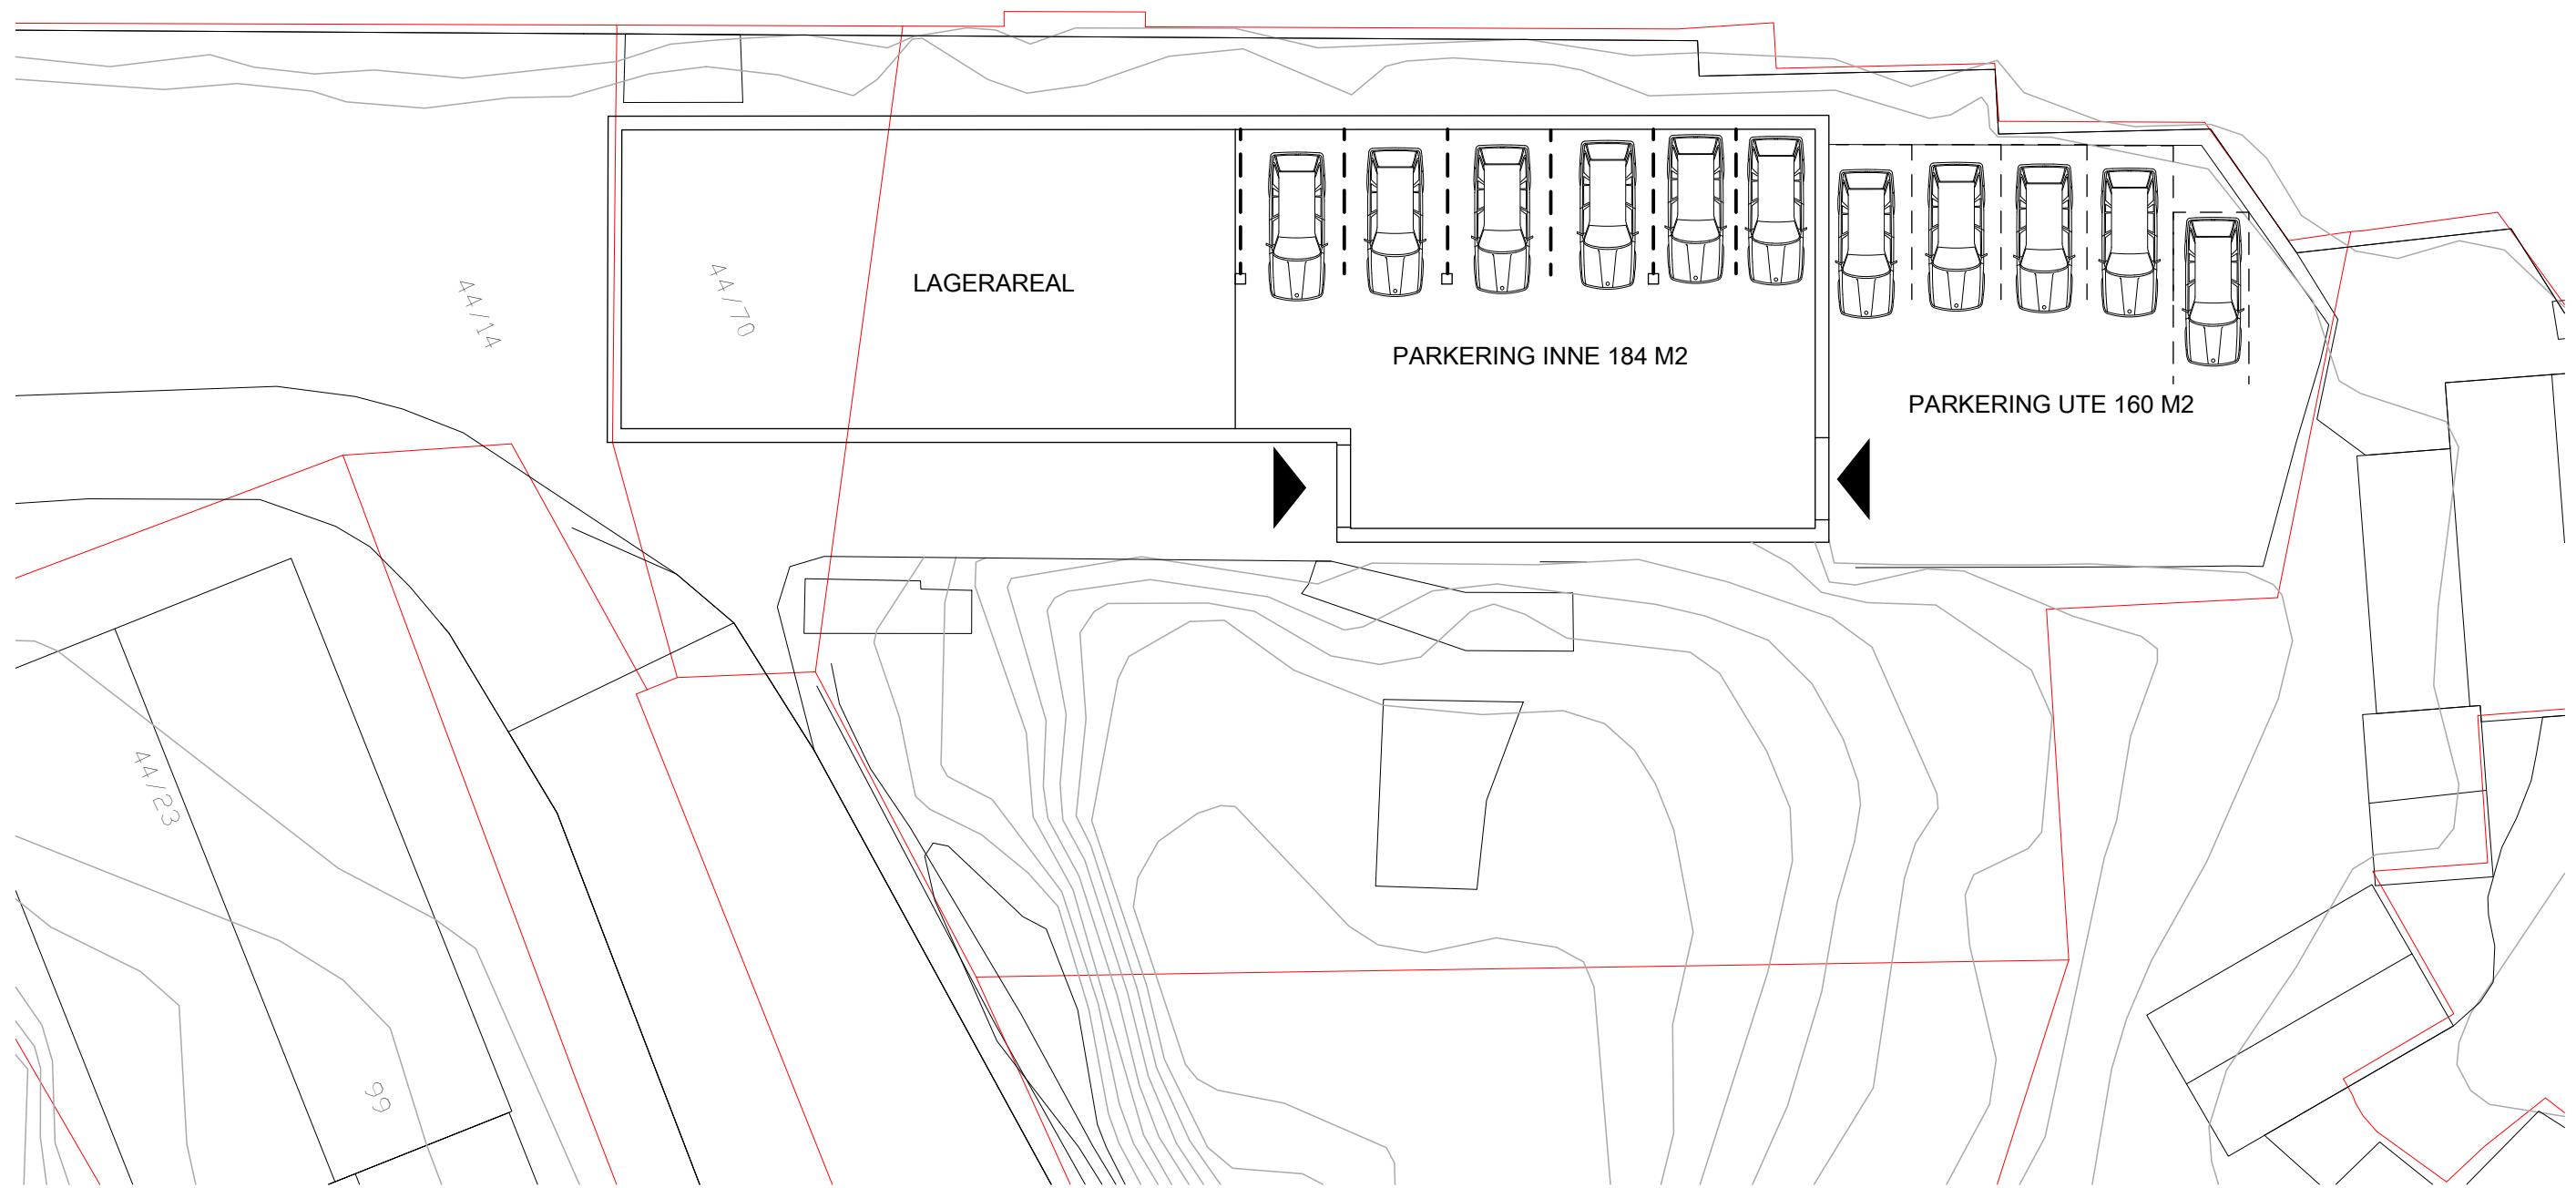 44/14
44/70
LAGERAREAL
PARKERING INNE 184 M2
PARKERING UTE 160 M2
44/23
99